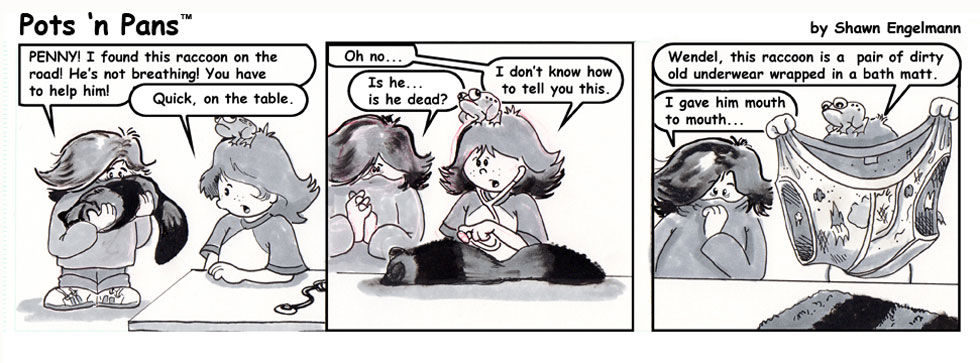 Pots ‘n Pans™
by Shawn Engelmann
PENNY! I found this raccoon on the
road! He's not breathing! You have
to help him!
Quick, on the table.
Oh no...
Is he...
is he dead?
I don't know how
to tell you this.
Wendel, this raccoon is a pair of dirty
old underwear wrapped in a bath matt.
I gave him mouth
to mouth...